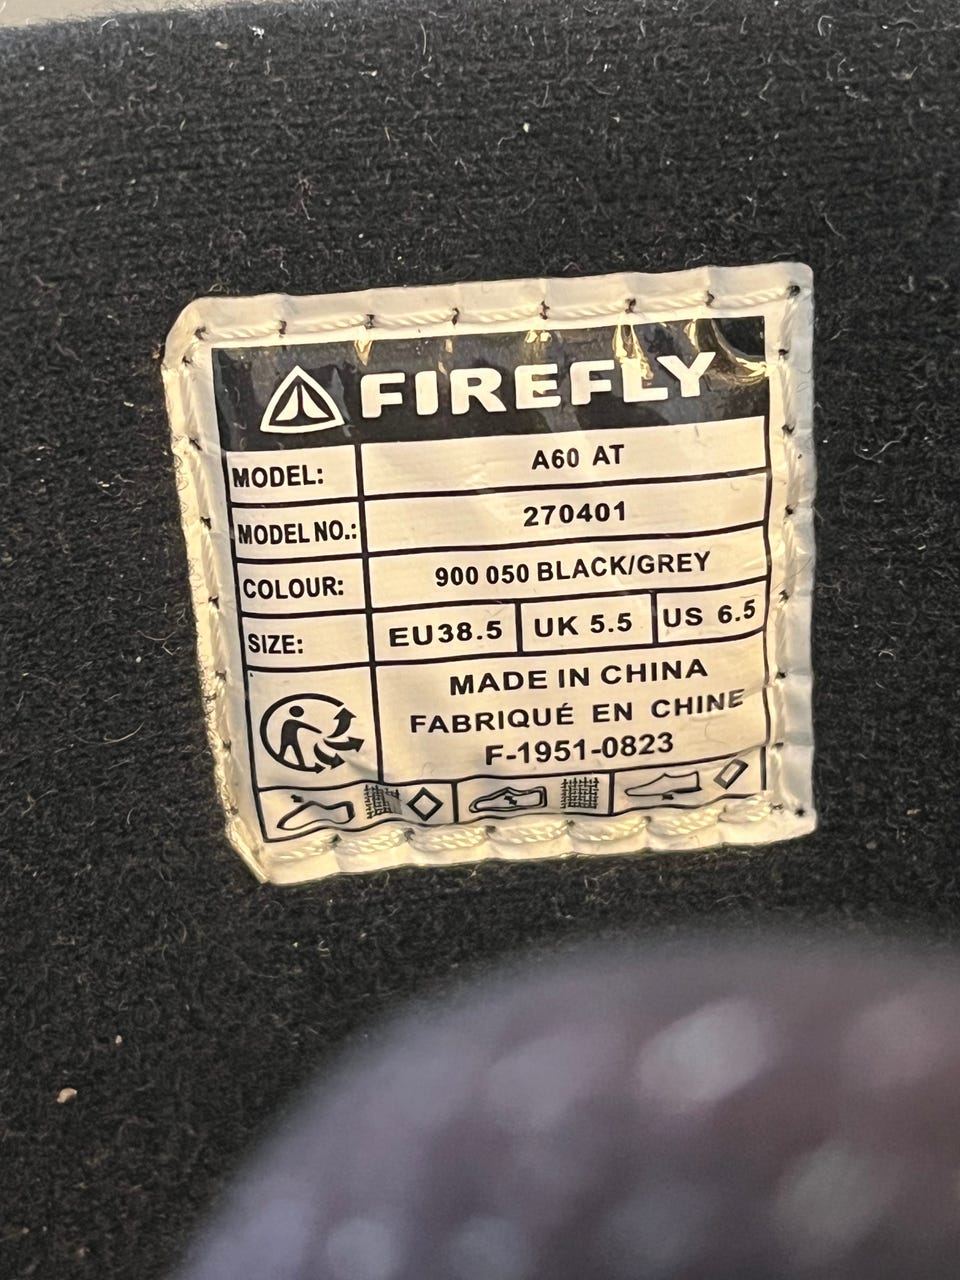 FIREFLY
MODEL: A60 AT
MODEL NO.: 270401
COLOUR: 900 050 BLACK/GREY
SIZE: EU38.5 UK 5.5 US 6.5
MADE IN CHINA
FABRIQUÉ EN CHINE
F-1951-0823